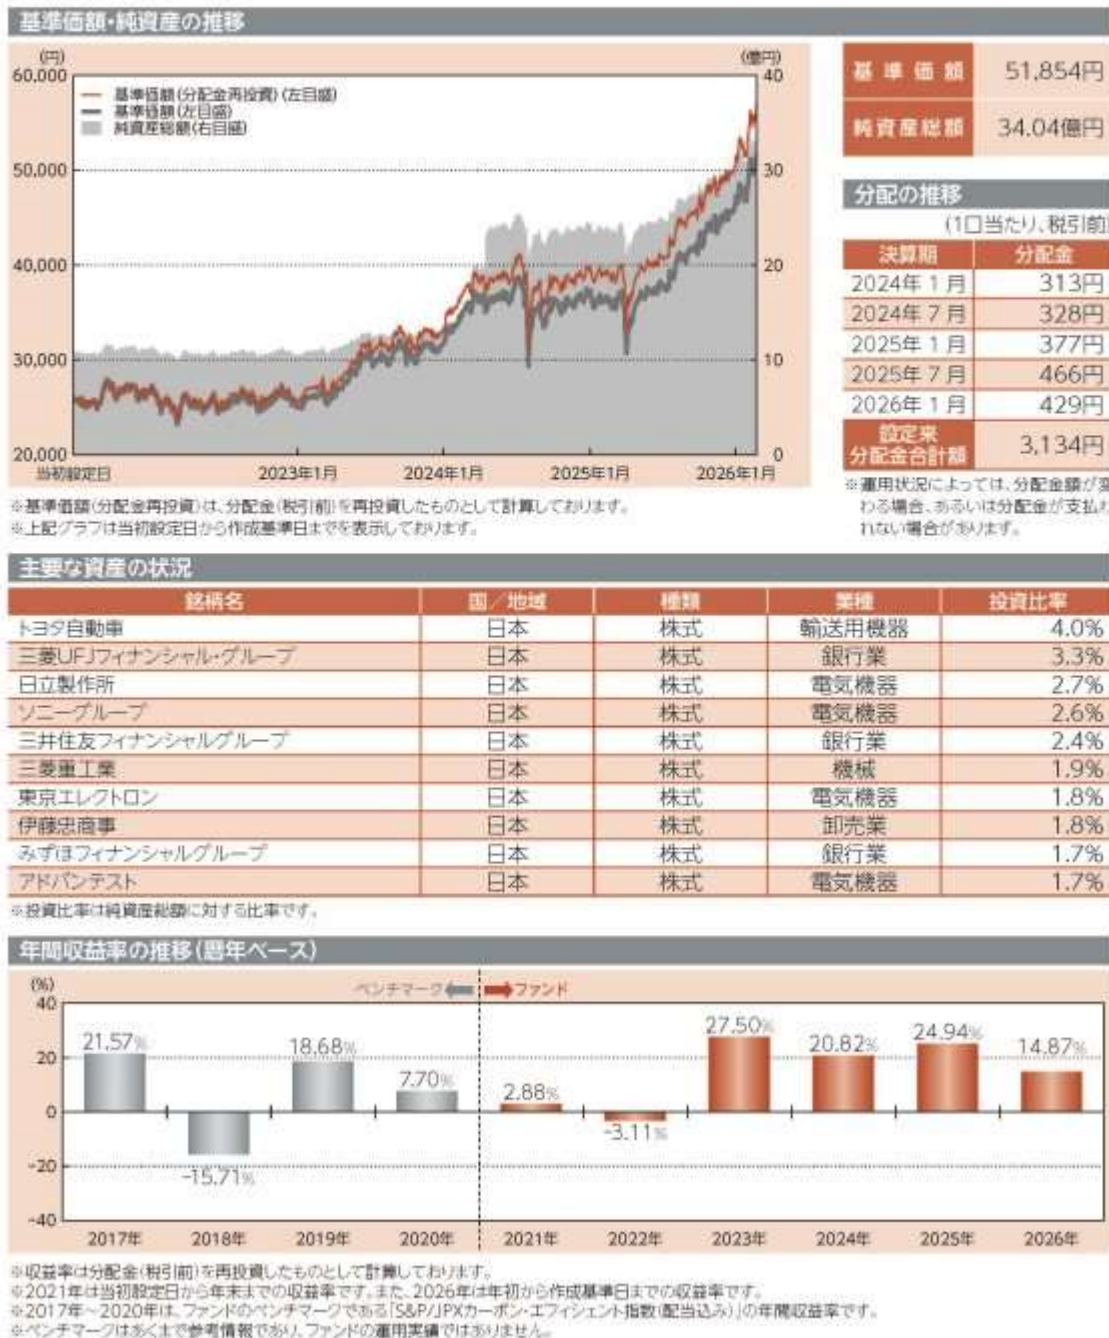 基準価額・純資産の推移
(円)
(億円)
60,000
50,000
40,000
30,000
20,000
40
30
20
10
0
基準価額(分配金再投資)(左目盛)
基準価額(左目盛)
純資産総額(右目盛)
当初設定日
2023年1月
2024年1月
2025年1月
2026年1月
※基準価額(分配金再投資)は、分配金(税引前)を再投資したものとして計算しております。
※上記グラフは当初設定日から作成基準日までを表示しております。
基準価額 51,854円
純資産総額 34.04億円
分配の推移
(1口当たり、税引前)
決算期 分配金
2024年1月 313円
2024年7月 328円
2025年1月 377円
2025年7月 466円
2026年1月 429円
設定来
分配金合計額 3,134円
※運用状況によっては、分配金額が変
わる場合、あるいは分配金が支払わ
れない場合があります。
主要な資産の状況
銘柄名 国/地域 種類 業種 投資比率
トヨタ自動車 日本 株式 輸送用機器 4.0%
三菱UFJフィナンシャル・グループ 日本 株式 銀行業 3.3%
日立製作所 日本 株式 電気機器 2.7%
ソニーグループ 日本 株式 電気機器 2.6%
三井住友フィナンシャルグループ 日本 株式 銀行業 2.4%
三菱重工業 日本 株式 機械 1.9%
東京エレクトロン 日本 株式 電気機器 1.8%
伊藤忠商事 日本 株式 卸売業 1.8%
みずほフィナンシャルグループ 日本 株式 銀行業 1.7%
アドバンテスト 日本 株式 電気機器 1.7%
※投資比率は純資産総額に対する比率です。
年間収益率の推移(暦年ベース)
(%)
ベンチマーク ファンド
40
20
0
-20
-40
21.57%
-15.71%
18.68%
7.70%
2.88%
-3.11%
27.50%
20.82%
24.94%
14.87%
2017年 2018年 2019年 2020年 2021年 2022年 2023年 2024年 2025年 2026年
※収益率は分配金(税引前)を再投資したものとして計算しております。
※2021年は当初設定日から年末までの収益率です。また、2026年は年初から作成基準日までの収益率です。
※2017年~2020年は、ファンドのベンチマークである「S&P/JPXカーボン・エフィシェント指数(配当込み)」の年間収益率です。
※ベンチマークはあくまで参考情報であり、ファンドの運用実績ではありません。